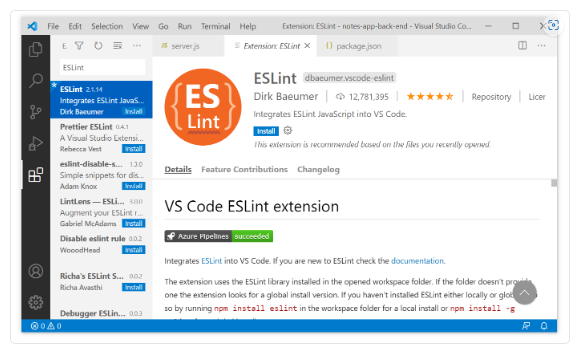 File Edit Selection View Go Run Terminal Help Extension: ESLint - notes-app-back-end - Visual Studio Co...
E.
ESLint
ESLint 2.1.14
Integrates ESLint JavaS...
Dirk Baeumer Install
Prettier ESLint 0.4.1
A Visual Studio Extensi...
Rebecca Vest Install
eslint-disable-s... 1.3.0
Simple snippets for dis...
Adam Knox Install
LintLens — ESLi... 3.0.0
Augment your ESLint r...
Gabriel McAdams Install
Disable eslint rule 0.0.2
WooodHead Install
Richa's ESLint S... 0.0.2
Richa Avasthi Install
Debugger ESLin... 0.0.3
JS server.js
Extension: ESLint
package.json
ES
Lint
ESLint dbaeumer.vscode-eslint
Dirk Baeumer 12,781,395 Repository Licer
Integrates ESLint JavaScript into VS Code.
Install
This extension is recommended based on the files you recently opened.
Details Feature Contributions Changelog
VS Code ESLint extension
Azure Pipelines succeeded
Integrates ESLint into VS Code. If you are new to ESLint check the documentation.
The extension uses the ESLint library installed in the opened workspace folder. If the folder doesn't provide
one the extension looks for a global install version. If you haven't installed ESLint either locally or glob
so by running npm install eslint in the workspace folder for a local install or npm install -g
0 0